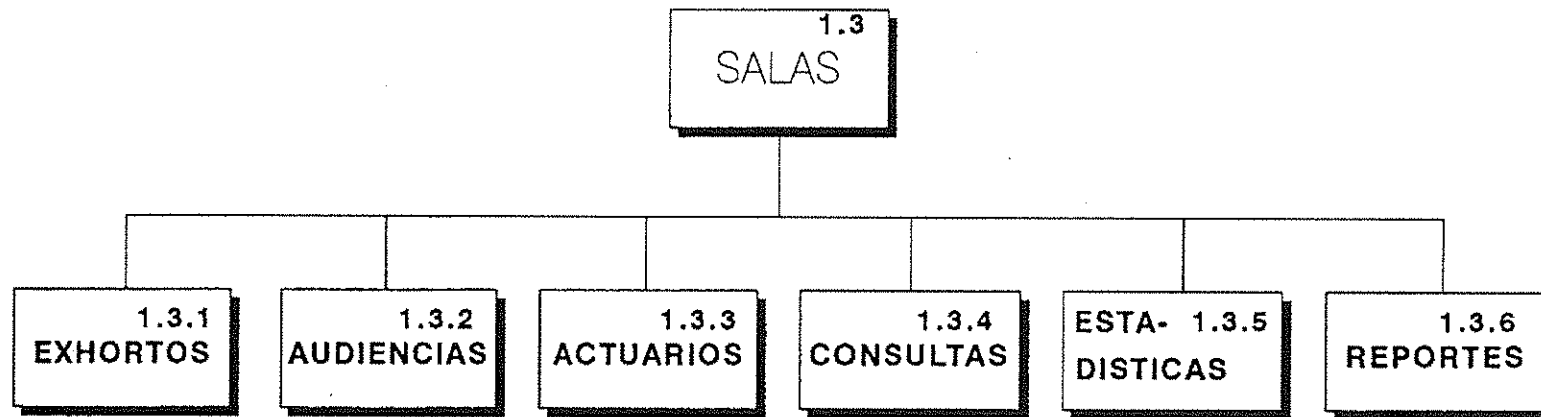 1.3
SALAS
1.3.1
EXHORTOS
1.3.2
AUDIENCIAS
1.3.3
ACTUARIOS
1.3.4
CONSULTAS
ESTA- 1.3.5
DISTICAS
1.3.6
REPORTES